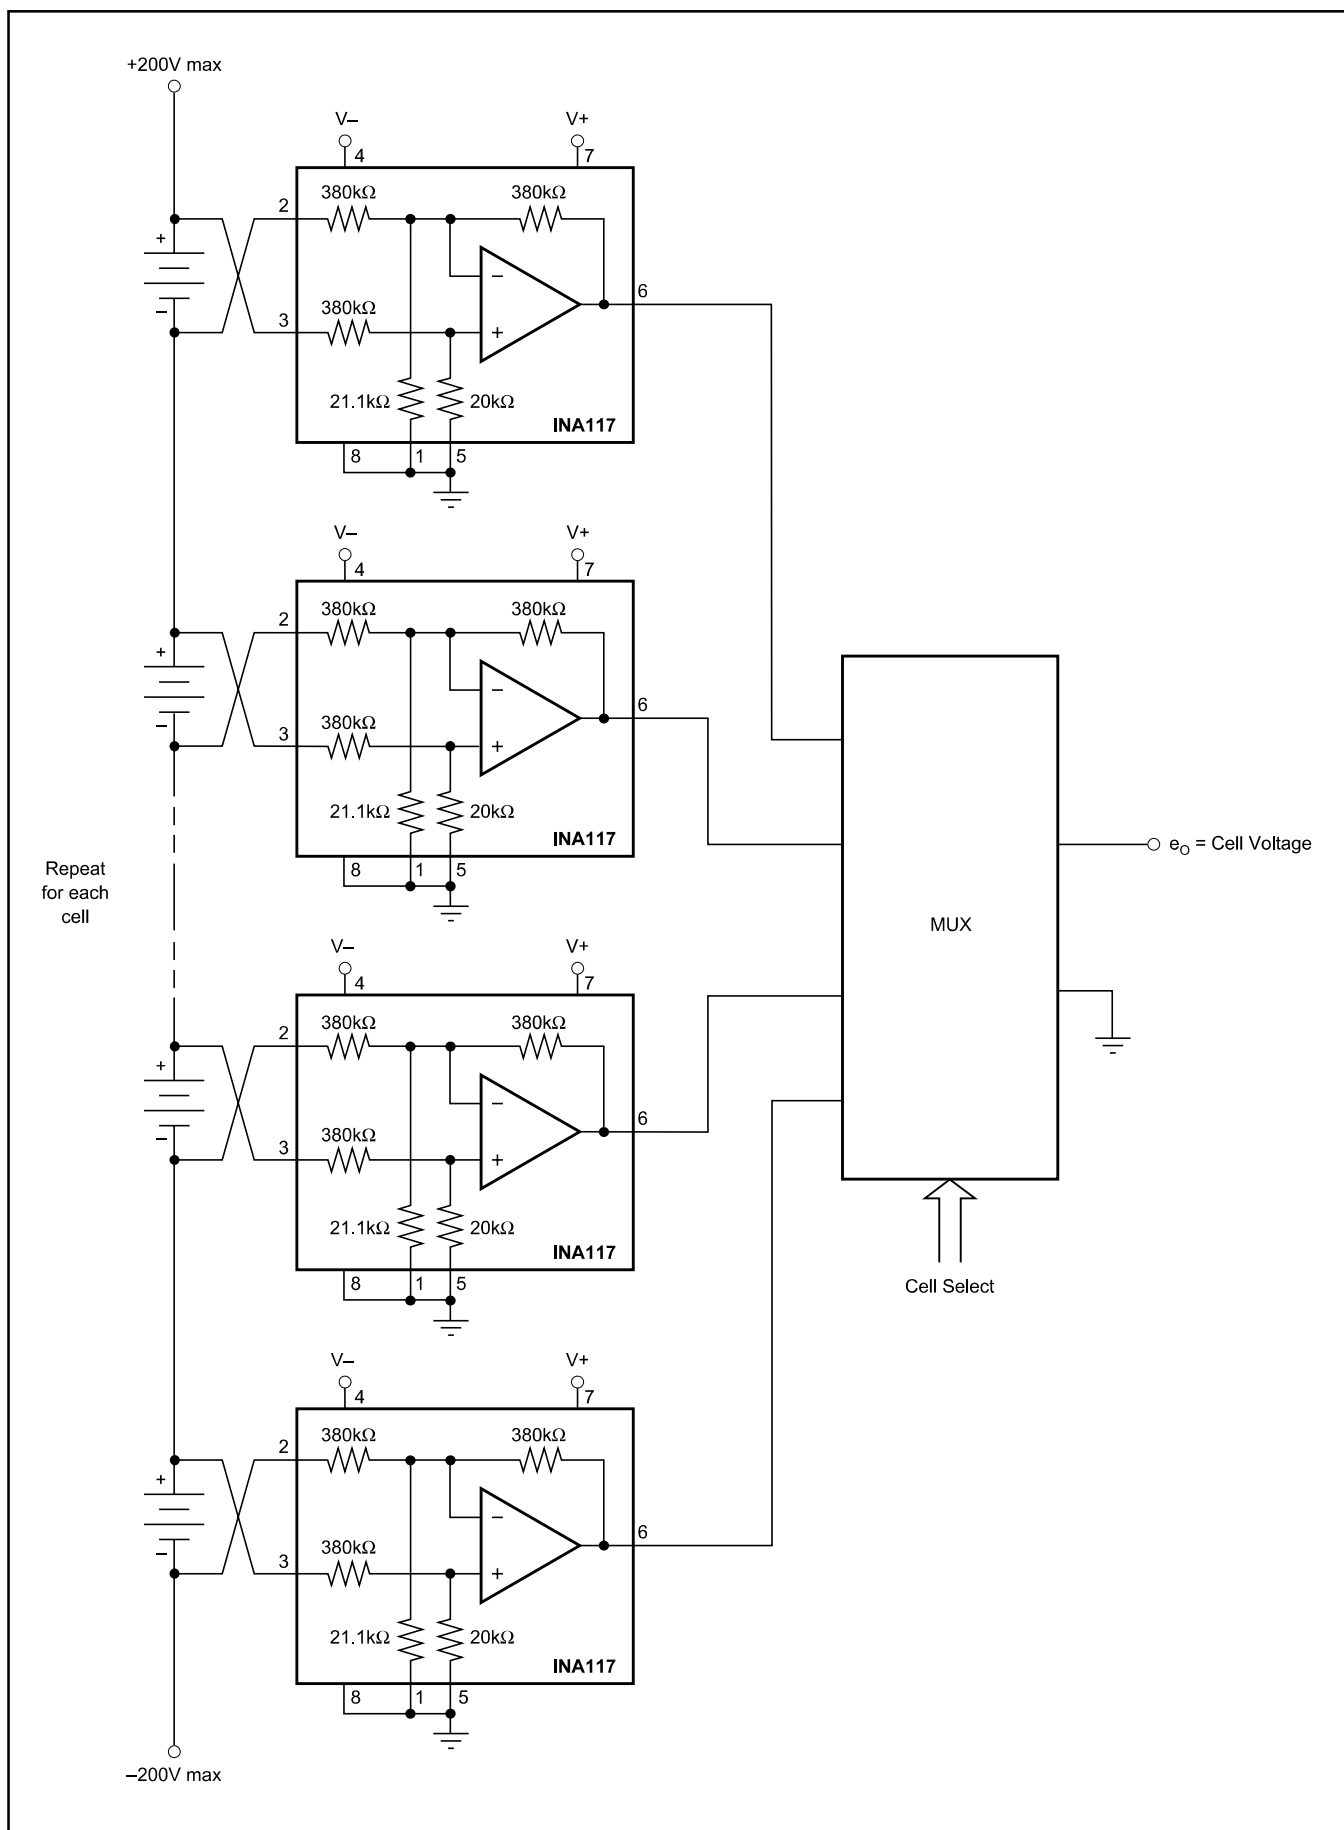 +200V max
V–
V+
4
7
380kΩ
380kΩ
2
+
–
–
6
380kΩ
3
+
–
21.1kΩ
20kΩ
INA117
8
1
5
V–
V+
4
7
380kΩ
380kΩ
2
+
–
6
380kΩ
–
3
+
21.1kΩ
20kΩ
INA117
8
1
5
Repeat
for each
cell
e_O = Cell Voltage
MUX
V–
V+
4
7
380kΩ
380kΩ
2
+
–
6
380kΩ
–
3
+
21.1kΩ
20kΩ
INA117
8
1
5
Cell Select
V–
V+
4
7
380kΩ
380kΩ
2
+
–
6
380kΩ
–
3
+
21.1kΩ
20kΩ
INA117
8
1
5
–200V max